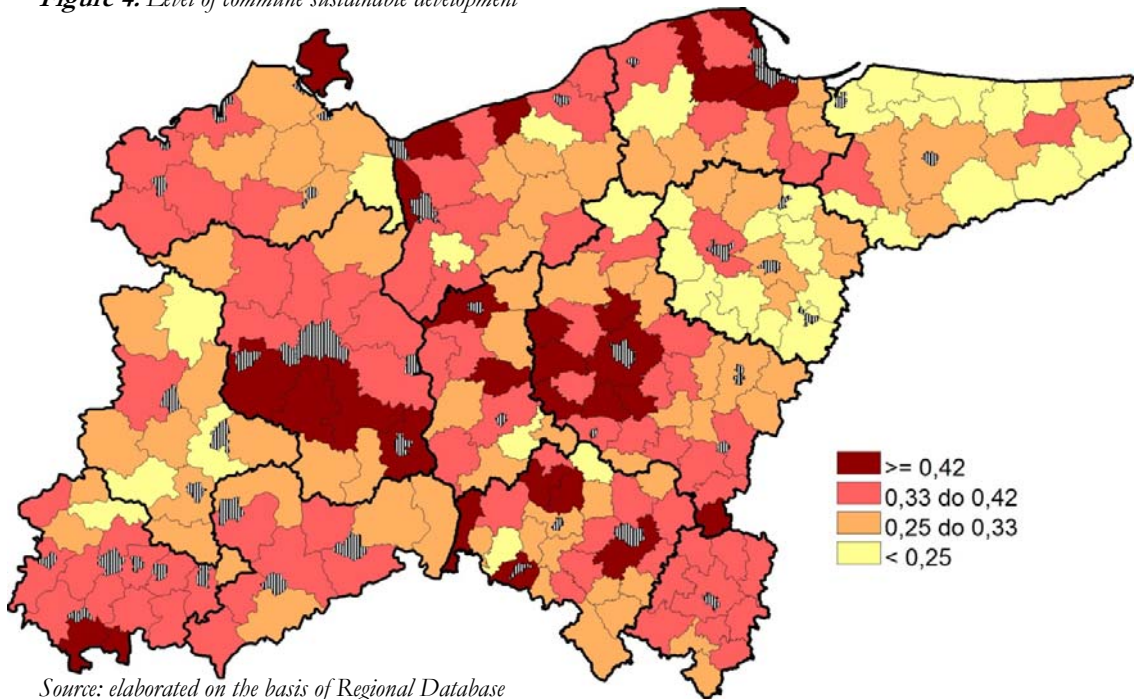 Figure 4. Level of commune sustainable development
>= 0,42
0,33 do 0,42
0,25 do 0,33
< 0,25
Source: elaborated on the basis of Regional Database